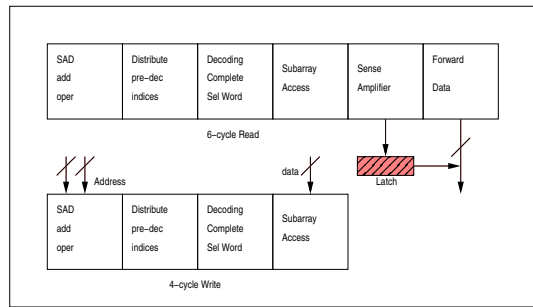 SAD
add
oper
Distribute
pre-dec
indices
Decoding
Complete
Sel Word
Subarray
Access
Sense
Amplifier
Forward
Data
6-cycle Read
Address
data
Latch
SAD
add
oper
Distribute
pre-dec
indices
Decoding
Complete
Sel Word
Subarray
Access
4-cycle Write